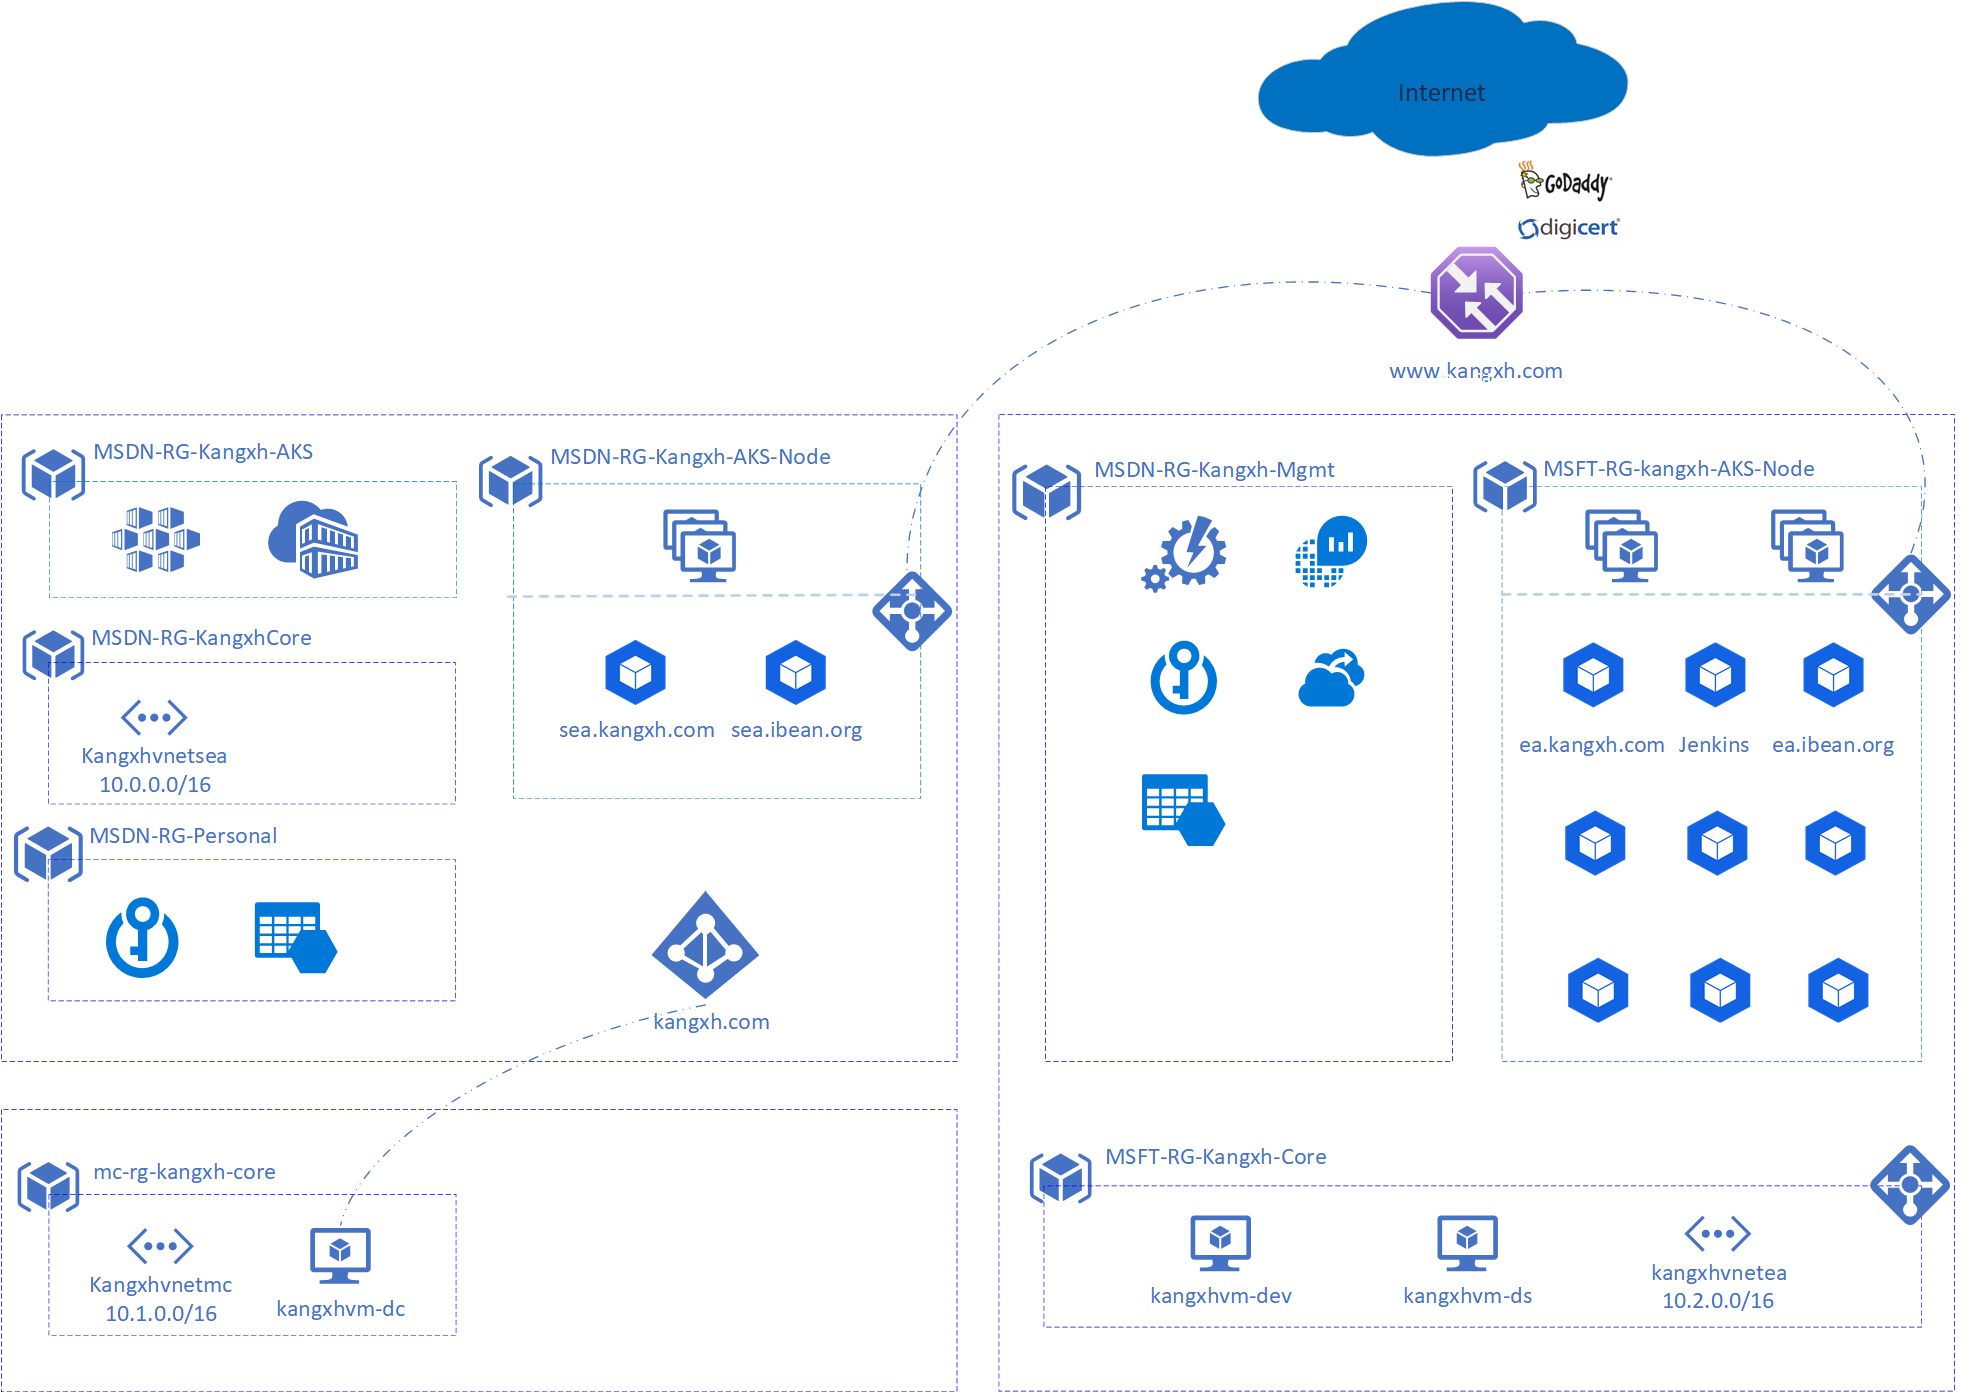 Internet
GoDaddy
digicert
www.kangxh.com
MSDN-RG-Kangxh-AKS
MSDN-RG-Kangxh-AKS-Node
sea.kangxh.com
sea.ibean.org
MSDN-RG-KangxhCore
Kangxhvnetsea
10.0.0.0/16
MSDN-RG-Personal
kangxh.com
MSDN-RG-Kangxh-Mgmt
MSFT-RG-kangxh-AKS-Node
ea.kangxh.com
Jenkins
ea.ibean.org
mc-rg-kangxh-core
Kangxhvnetmc
10.1.0.0/16
kangxhvm-dc
MSFT-RG-Kangxh-Core
kangxhvm-dev
kangxhvm-ds
kangxhvnetea
10.2.0.0/16